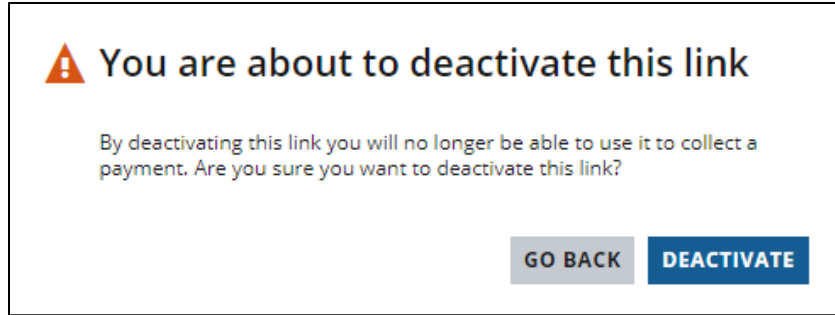 You are about to deactivate this link
By deactivating this link you will no longer be able to use it to collect a
payment. Are you sure you want to deactivate this link?
GO BACK DEACTIVATE